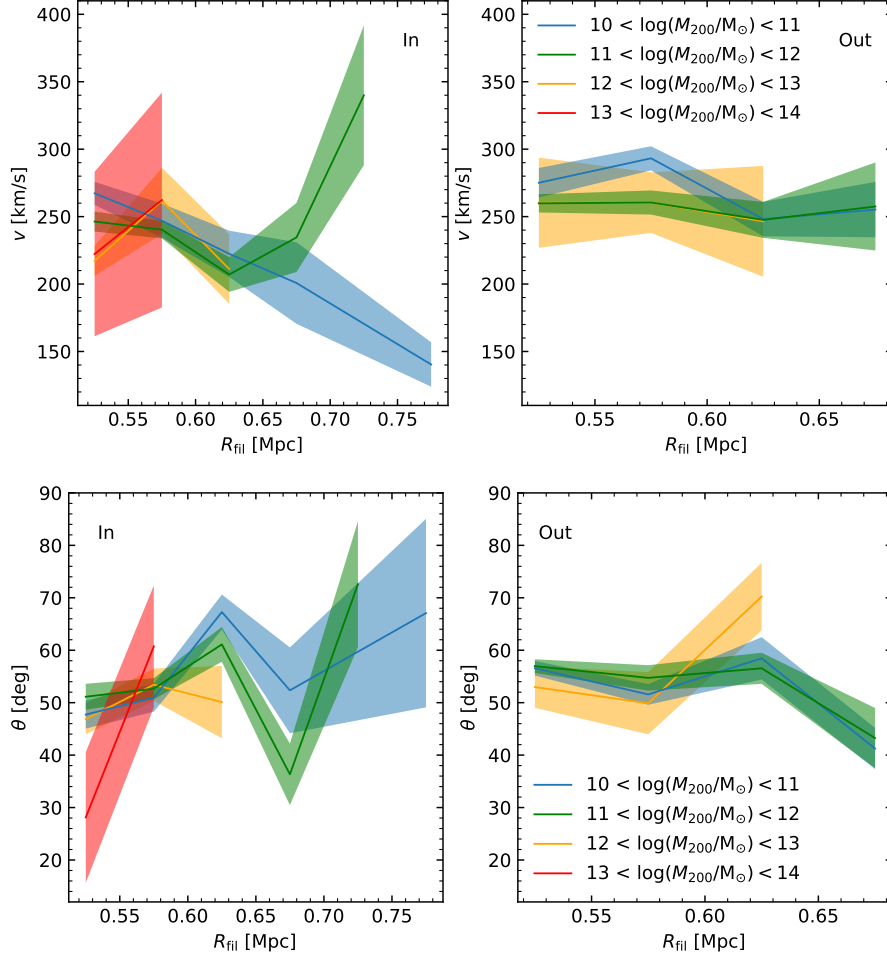 400
350
300
250
200
150
v [km/s]
In
0.55 0.60 0.65 0.70 0.75
R_fil [Mpc]
400
350
300
250
200
150
v [km/s]
10 < log(M_200/M_⊙) < 11
11 < log(M_200/M_⊙) < 12
12 < log(M_200/M_⊙) < 13
13 < log(M_200/M_⊙) < 14
Out
0.55 0.60 0.65
R_fil [Mpc]
90
80
70
60
50
40
30
20
θ [deg]
In
0.55 0.60 0.65 0.70 0.75
R_fil [Mpc]
90
80
70
60
50
40
30
20
θ [deg]
Out
10 < log(M_200/M_⊙) < 11
11 < log(M_200/M_⊙) < 12
12 < log(M_200/M_⊙) < 13
13 < log(M_200/M_⊙) < 14
0.55 0.60 0.65
R_fil [Mpc]